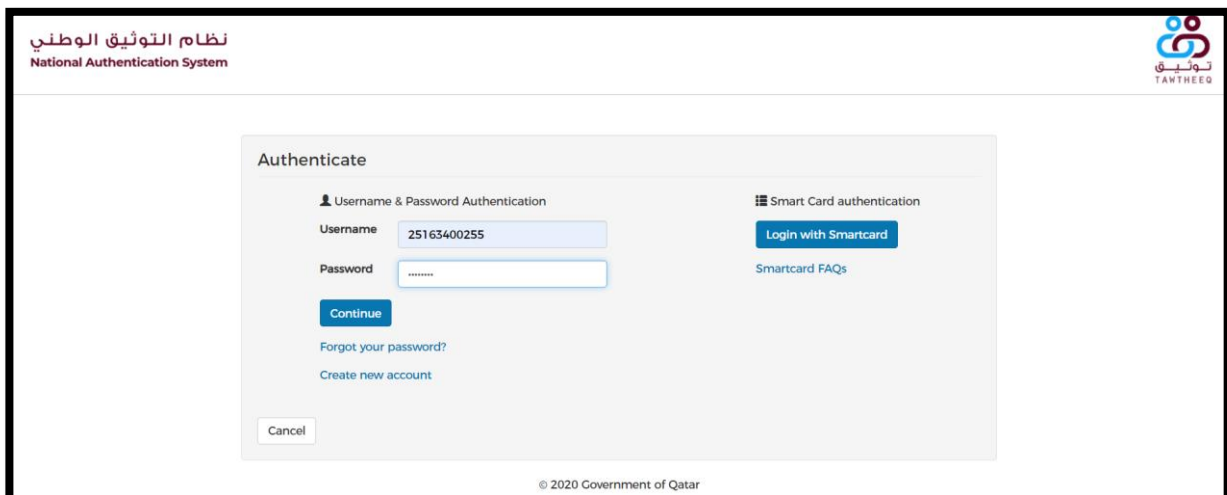 نظام التوثيق الوطني
National Authentication System
توثيق
TAWTHEEQ
Authenticate
Username & Password Authentication
Username
25163400255
Password
........
Continue
Forgot your password?
Create new account
Smart Card authentication
Login with Smartcard
Smartcard FAQs
Cancel
© 2020 Government of Qatar